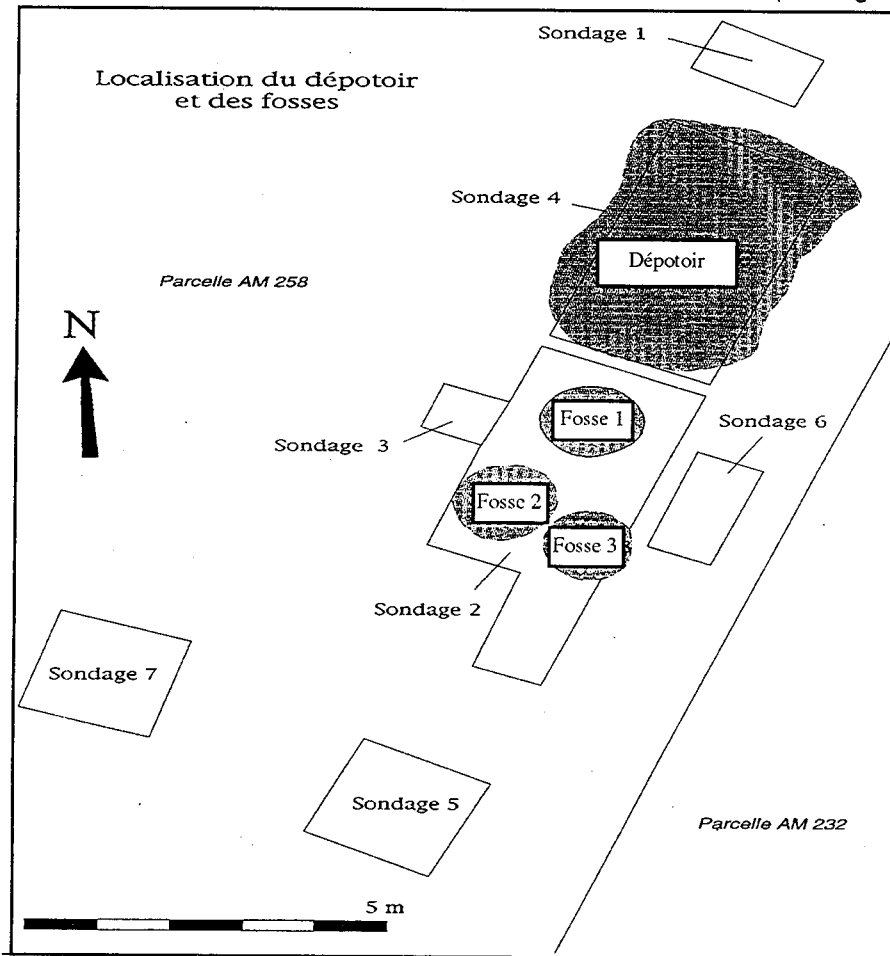 Sondage 1
Localisation du dépotoir
et des fosses
Sondage 4
Dépotoir
Parcelle AM 258
N
Fosse 1
Sondage 3
Sondage 6
Fosse 2
Fosse 3
Sondage 2
Sondage 7
Sondage 5
Parcelle AM 232
5 m